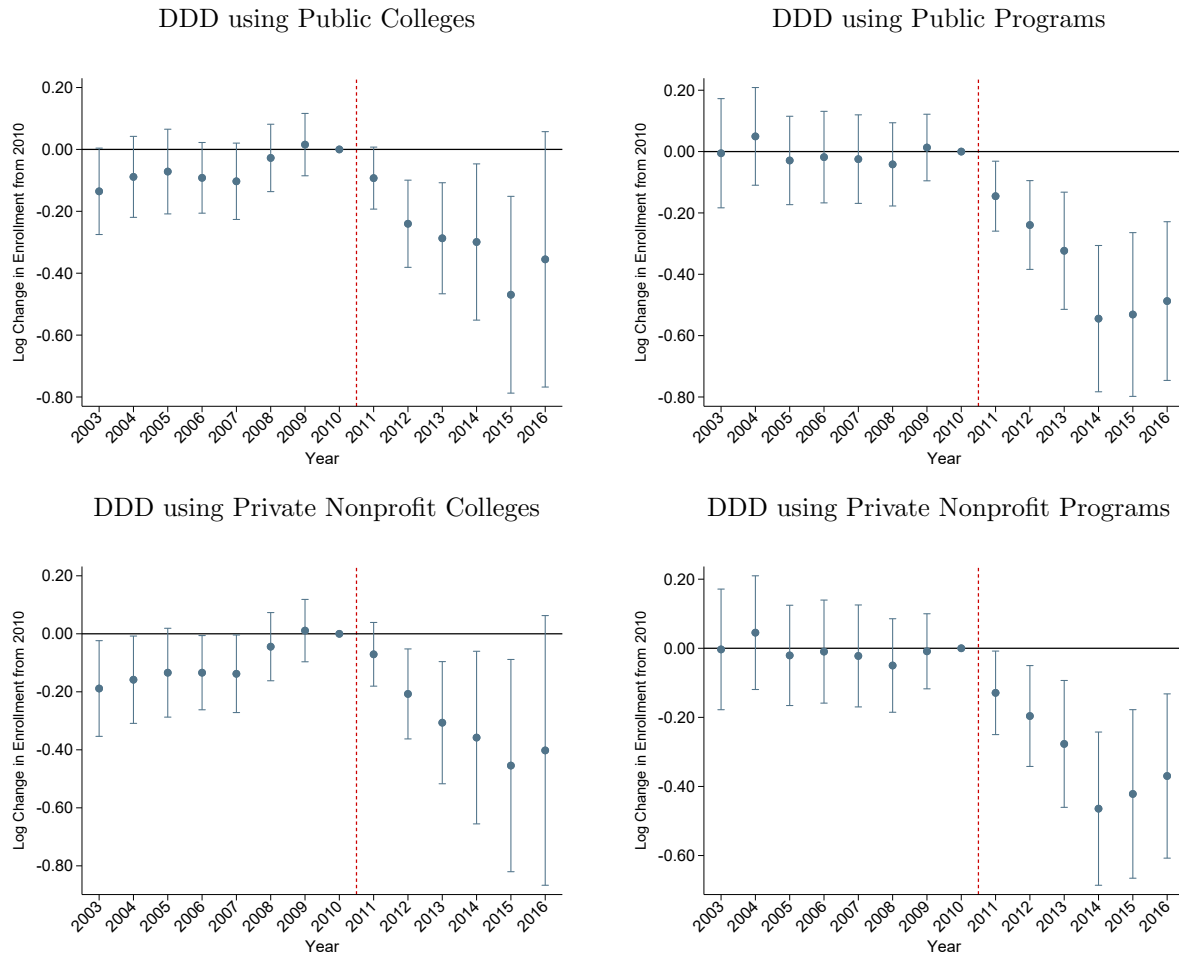 DDD using Public Colleges
0.20
0.00
-0.20
-0.40
-0.60
-0.80
Log Change in Enrollment from 2010
2003 2004 2005 2006 2007 2008 2009 2010 2011 2012 2013 2014 2015 2016
Year
DDD using Public Programs
0.20
0.00
-0.20
-0.40
-0.60
-0.80
Log Change in Enrollment from 2010
2003 2004 2005 2006 2007 2008 2009 2010 2011 2012 2013 2014 2015 2016
Year
DDD using Private Nonprofit Colleges
0.20
0.00
-0.20
-0.40
-0.60
-0.80
Log Change in Enrollment from 2010
2003 2004 2005 2006 2007 2008 2009 2010 2011 2012 2013 2014 2015 2016
Year
DDD using Private Nonprofit Programs
0.20
0.00
-0.20
-0.40
-0.60
Log Change in Enrollment from 2010
2003 2004 2005 2006 2007 2008 2009 2010 2011 2012 2013 2014 2015 2016
Year